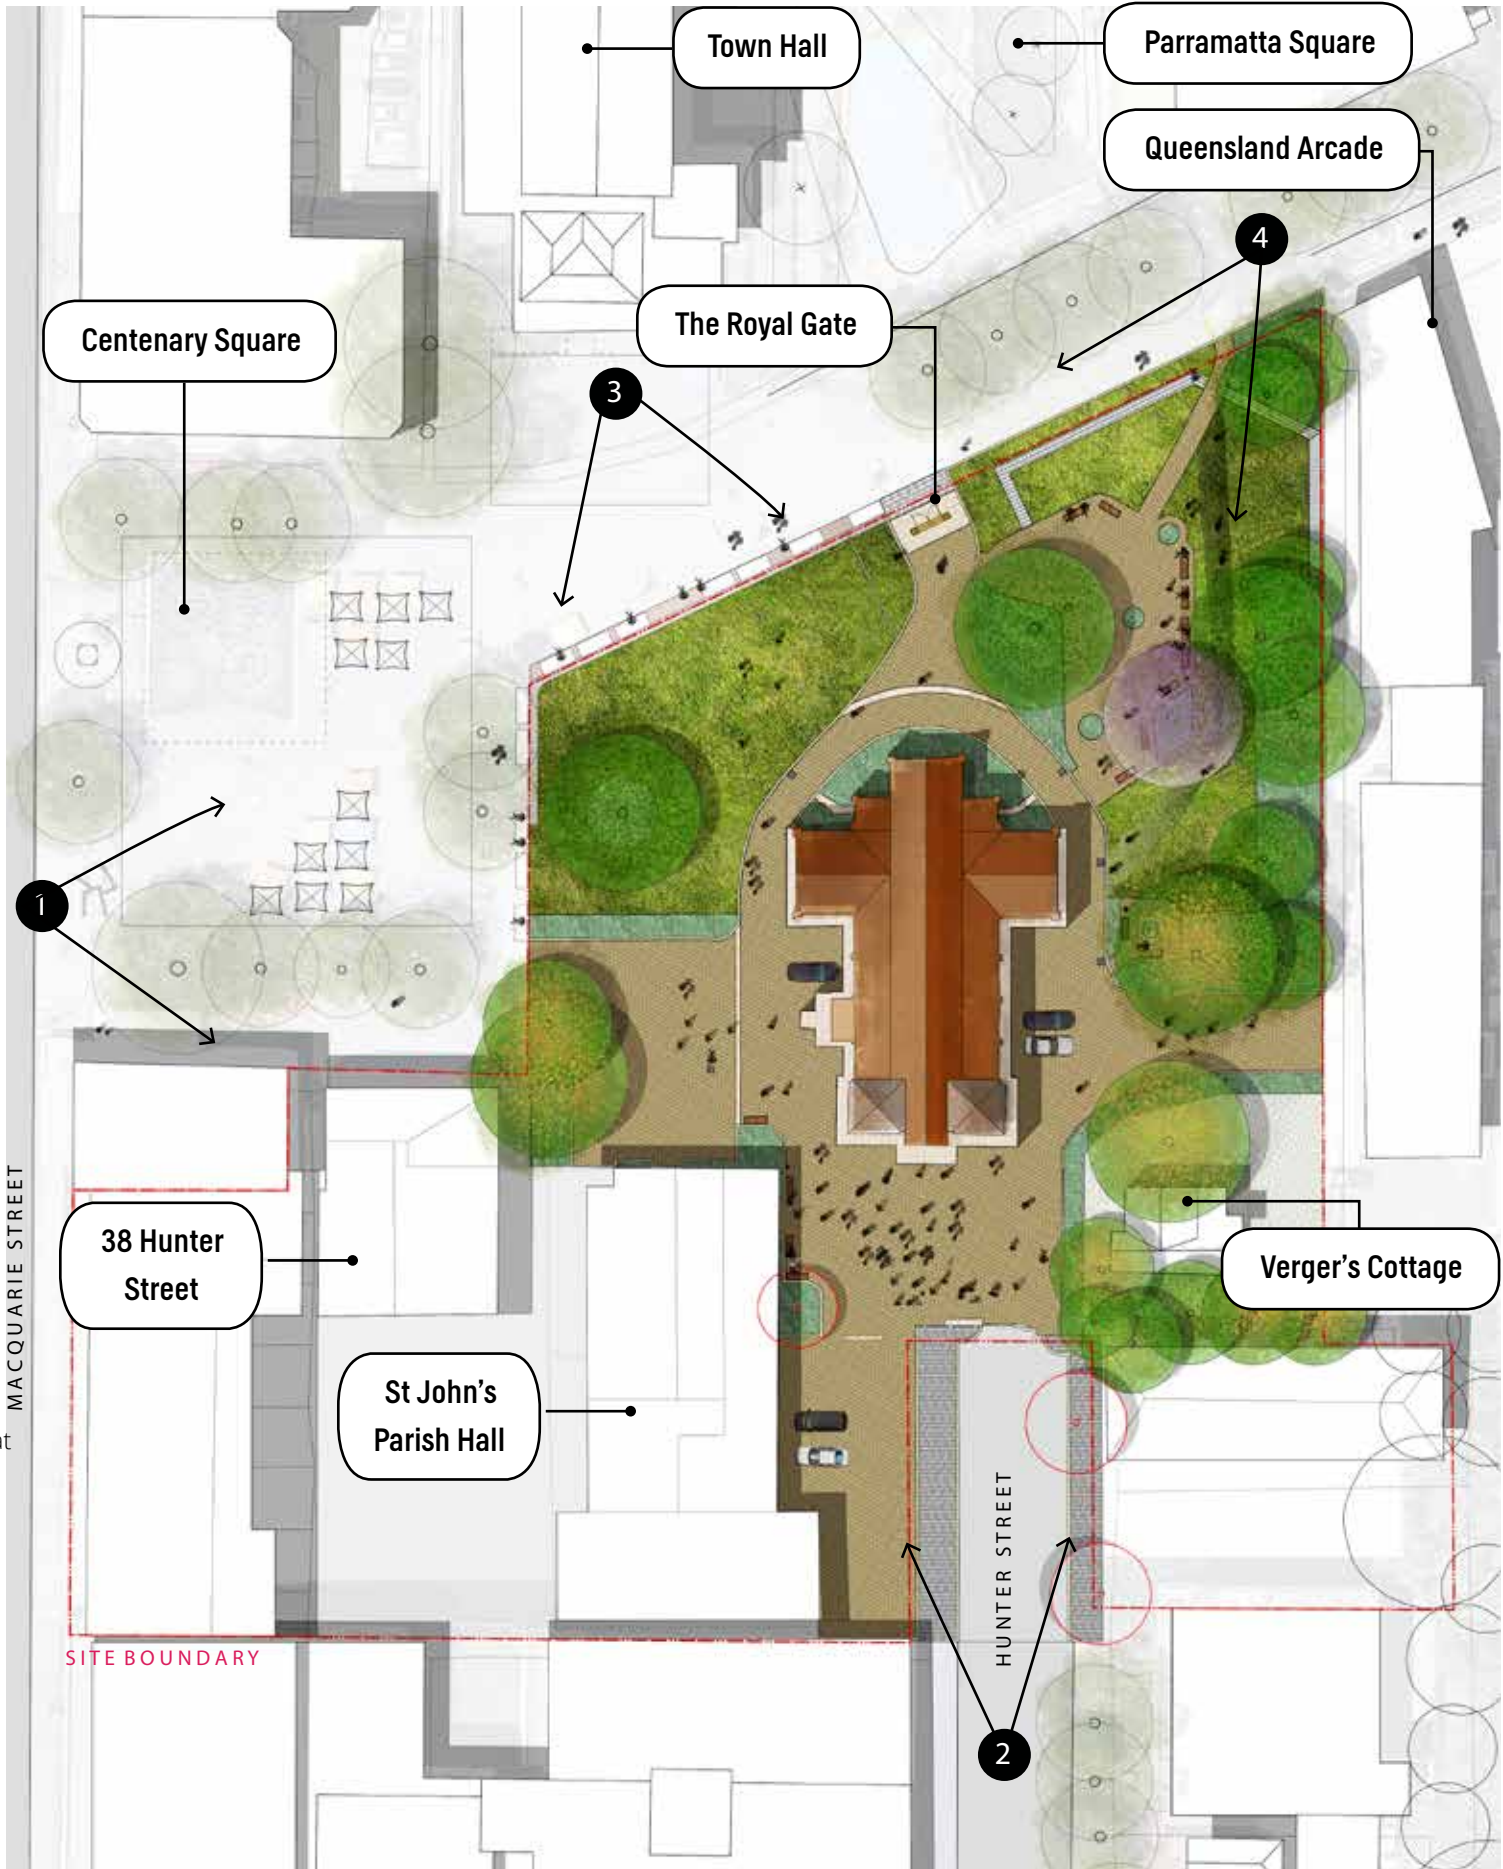 Town Hall
Parramatta Square
Queensland Arcade
4
Centenary Square
The Royal Gate
3
1
MACQUARIE STREET
38 Hunter
Street
Verger's Cottage
St John's
Parish Hall
HUNTER STREET
SITE BOUNDARY
2